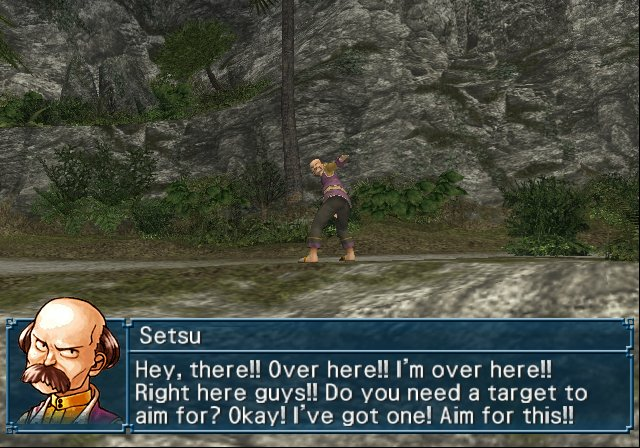 Setsu
Hey, there!! Over here!! I'm over here!!
Right here guys!! Do you need a target to
aim for? Okay! I've got one! Aim for this!!